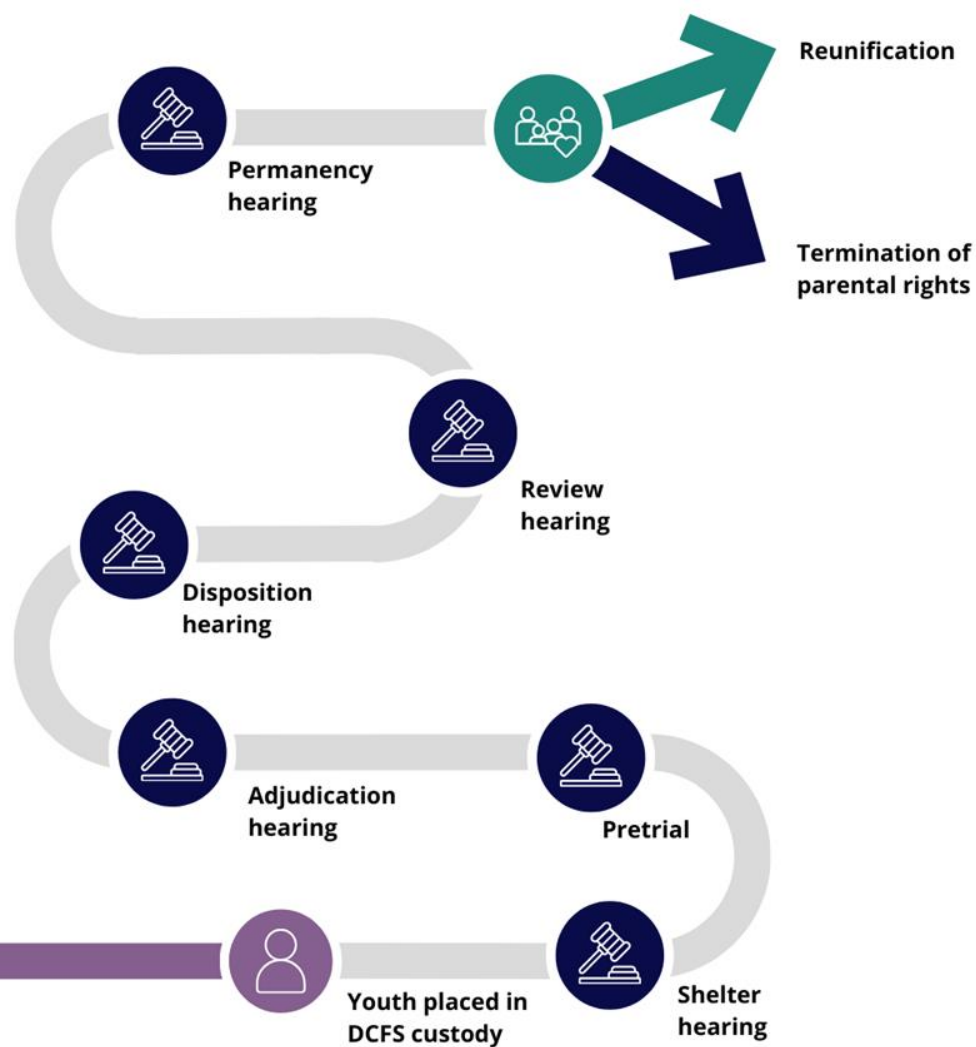 Reunification
Permanency
hearing
Termination of
parental rights
Review
hearing
Disposition
hearing
Adjudication
hearing
Pretrial
Youth placed in
DCFS custody
Shelter
hearing